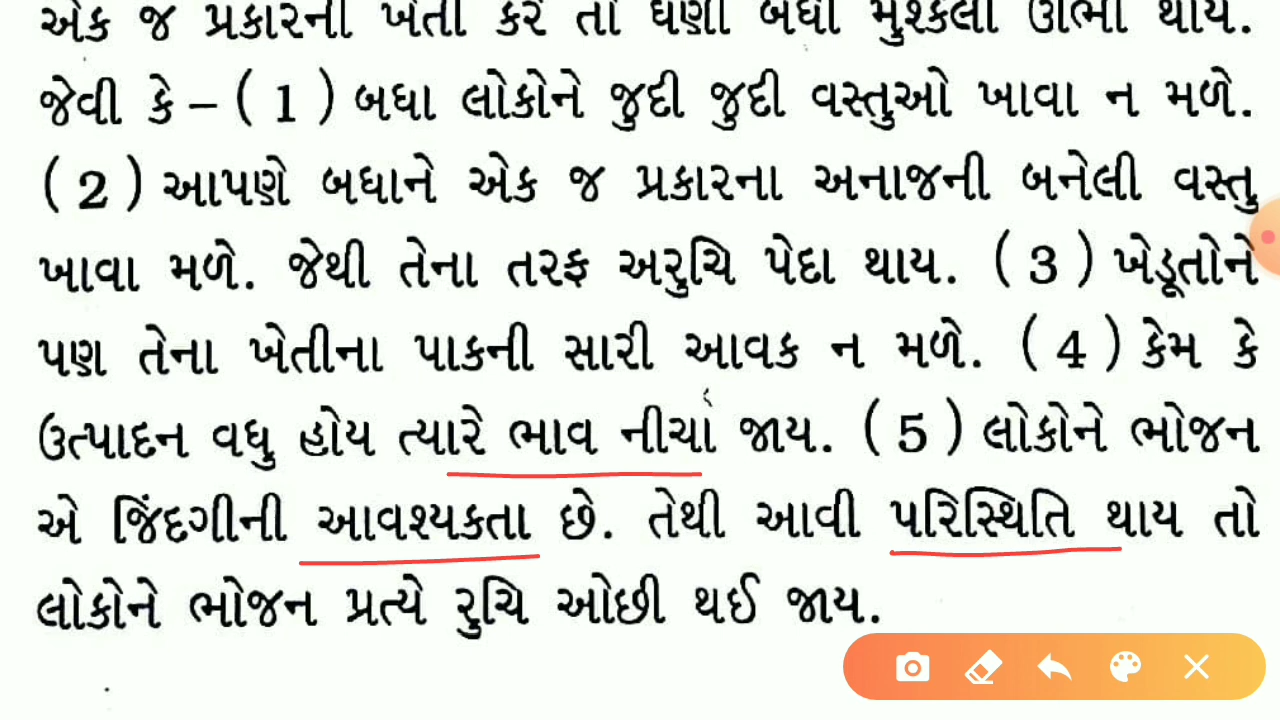 એક જ પ્રકારની ખેતી કરે તો ઘણી બધી મુશ્કેલી ઊભી થાય.
જેવી કે – ( 1 ) બધા લોકોને જુદી જુદી વસ્તુઓ ખાવા ન મળે.
( 2 ) આપણે બધાને એક જ પ્રકારના અનાજની બનેલી વસ્તુ
ખાવા મળે. જેથી તેના તરફ અરુચિ પેદા થાય. ( 3 ) ખેડૂતોને
પણ તેના ખેતીના પાકની સારી આવક ન મળે. ( 4 ) કેમ કે
ઉત્પાદન વધુ હોય ત્યારે ભાવ નીચા જાય. ( 5 ) લોકોને ભોજન
એ જિંદગીની આવશ્યકતા છે. તેથી આવી પરિસ્થિતિ થાય તો
લોકોને ભોજન પ્રત્યે રુચિ ઓછી થઈ જાય.